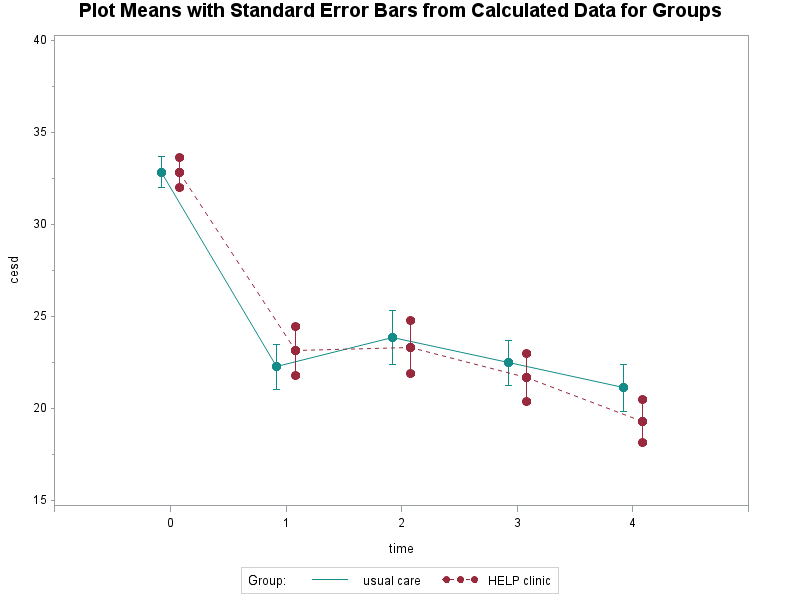 Plot Means with Standard Error Bars from Calculated Data for Groups
40
35
30
25
20
15
cesd
0 1 2 3 4
time
Group: usual care HELP clinic